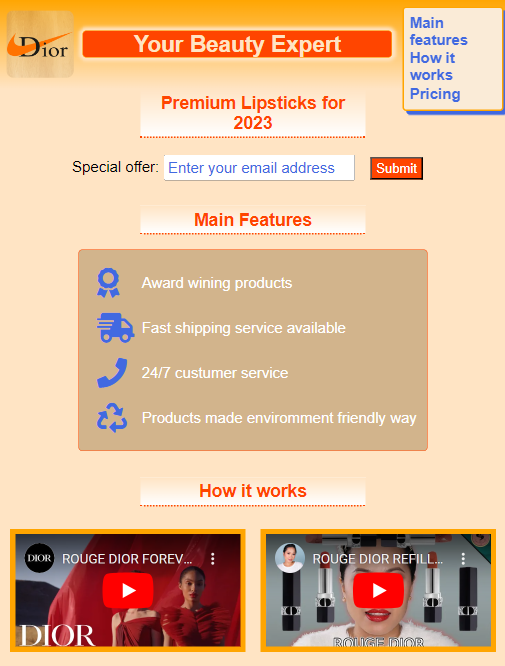 Dior
Your Beauty Expert
Main
features
How it
works
Pricing
Premium Lipsticks for
2023
Special offer:
Enter your email address
Submit
Main Features
Award wining products
Fast shipping service available
24/7 custumer service
Products made enviromment friendly way
How it works
DIOR
ROUGE DIOR FOREV...
DIOR
ROUGE DIOR REFILL...
ROUGE DIOR